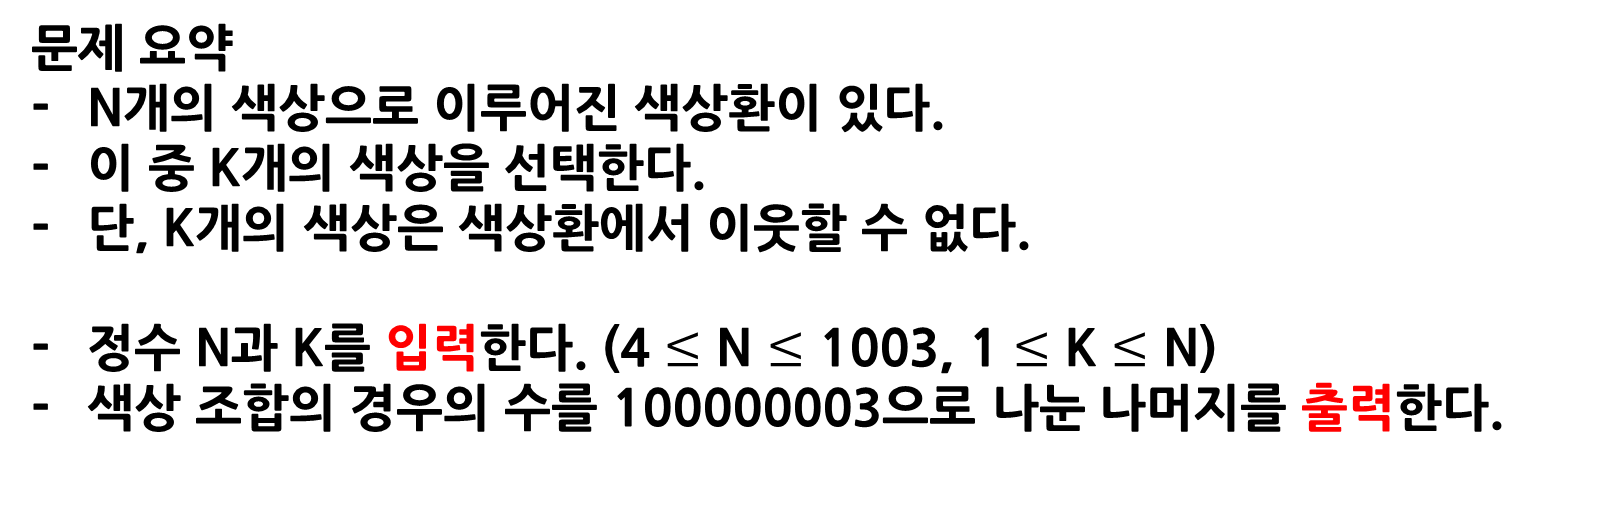 문제 요약
- N개의 색상으로 이루어진 색상환이 있다.
- 이 중 K개의 색상을 선택한다.
- 단, K개의 색상은 색상환에서 이웃할 수 없다.
- 정수 N과 K를 입력한다. (4 ≤ N ≤ 1003, 1 ≤ K ≤ N)
- 색상 조합의 경우의 수를 1000000003으로 나눈 나머지를 출력한다.